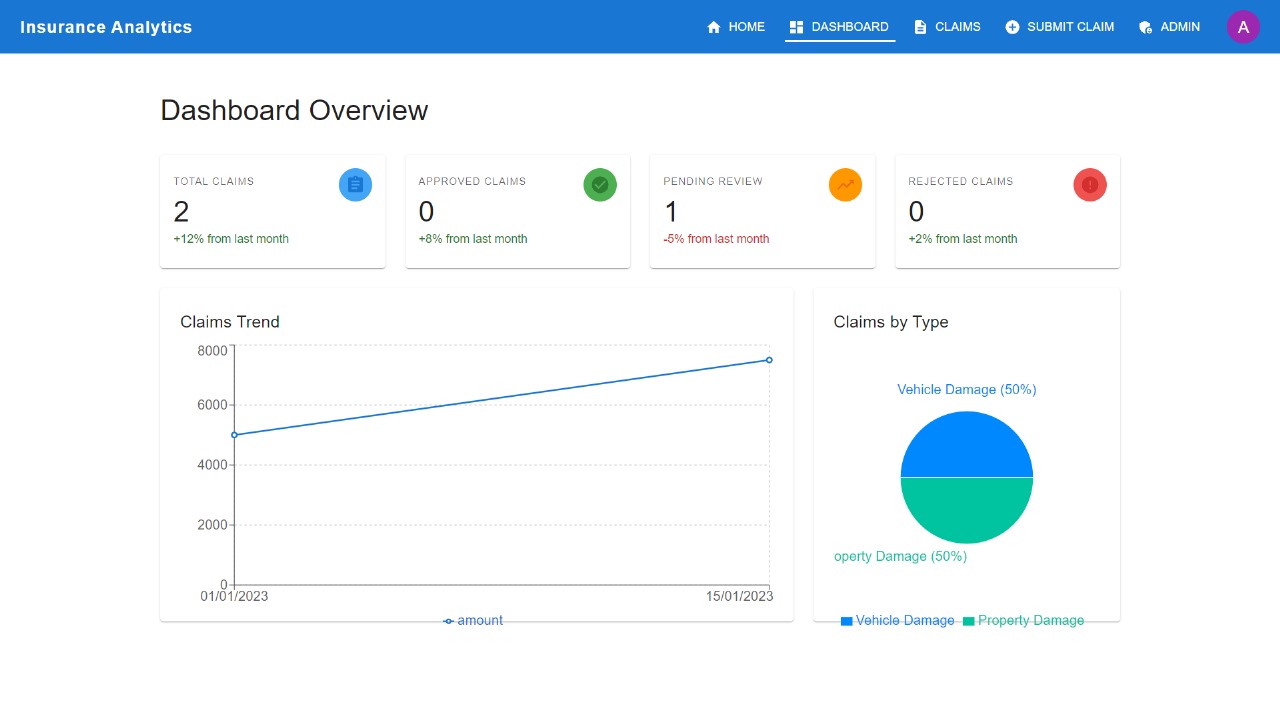 Insurance Analytics
HOME
DASHBOARD
CLAIMS
SUBMIT CLAIM
ADMIN
A
Dashboard Overview
TOTAL CLAIMS
2
+12% from last month
APPROVED CLAIMS
0
+8% from last month
PENDING REVIEW
1
-5% from last month
REJECTED CLAIMS
0
+2% from last month
Claims Trend
8000
6000
4000
2000
0
01/01/2023
15/01/2023
amount
Claims by Type
Vehicle Damage (50%)
operty Damage (50%)
Vehicle Damage
Property Damage